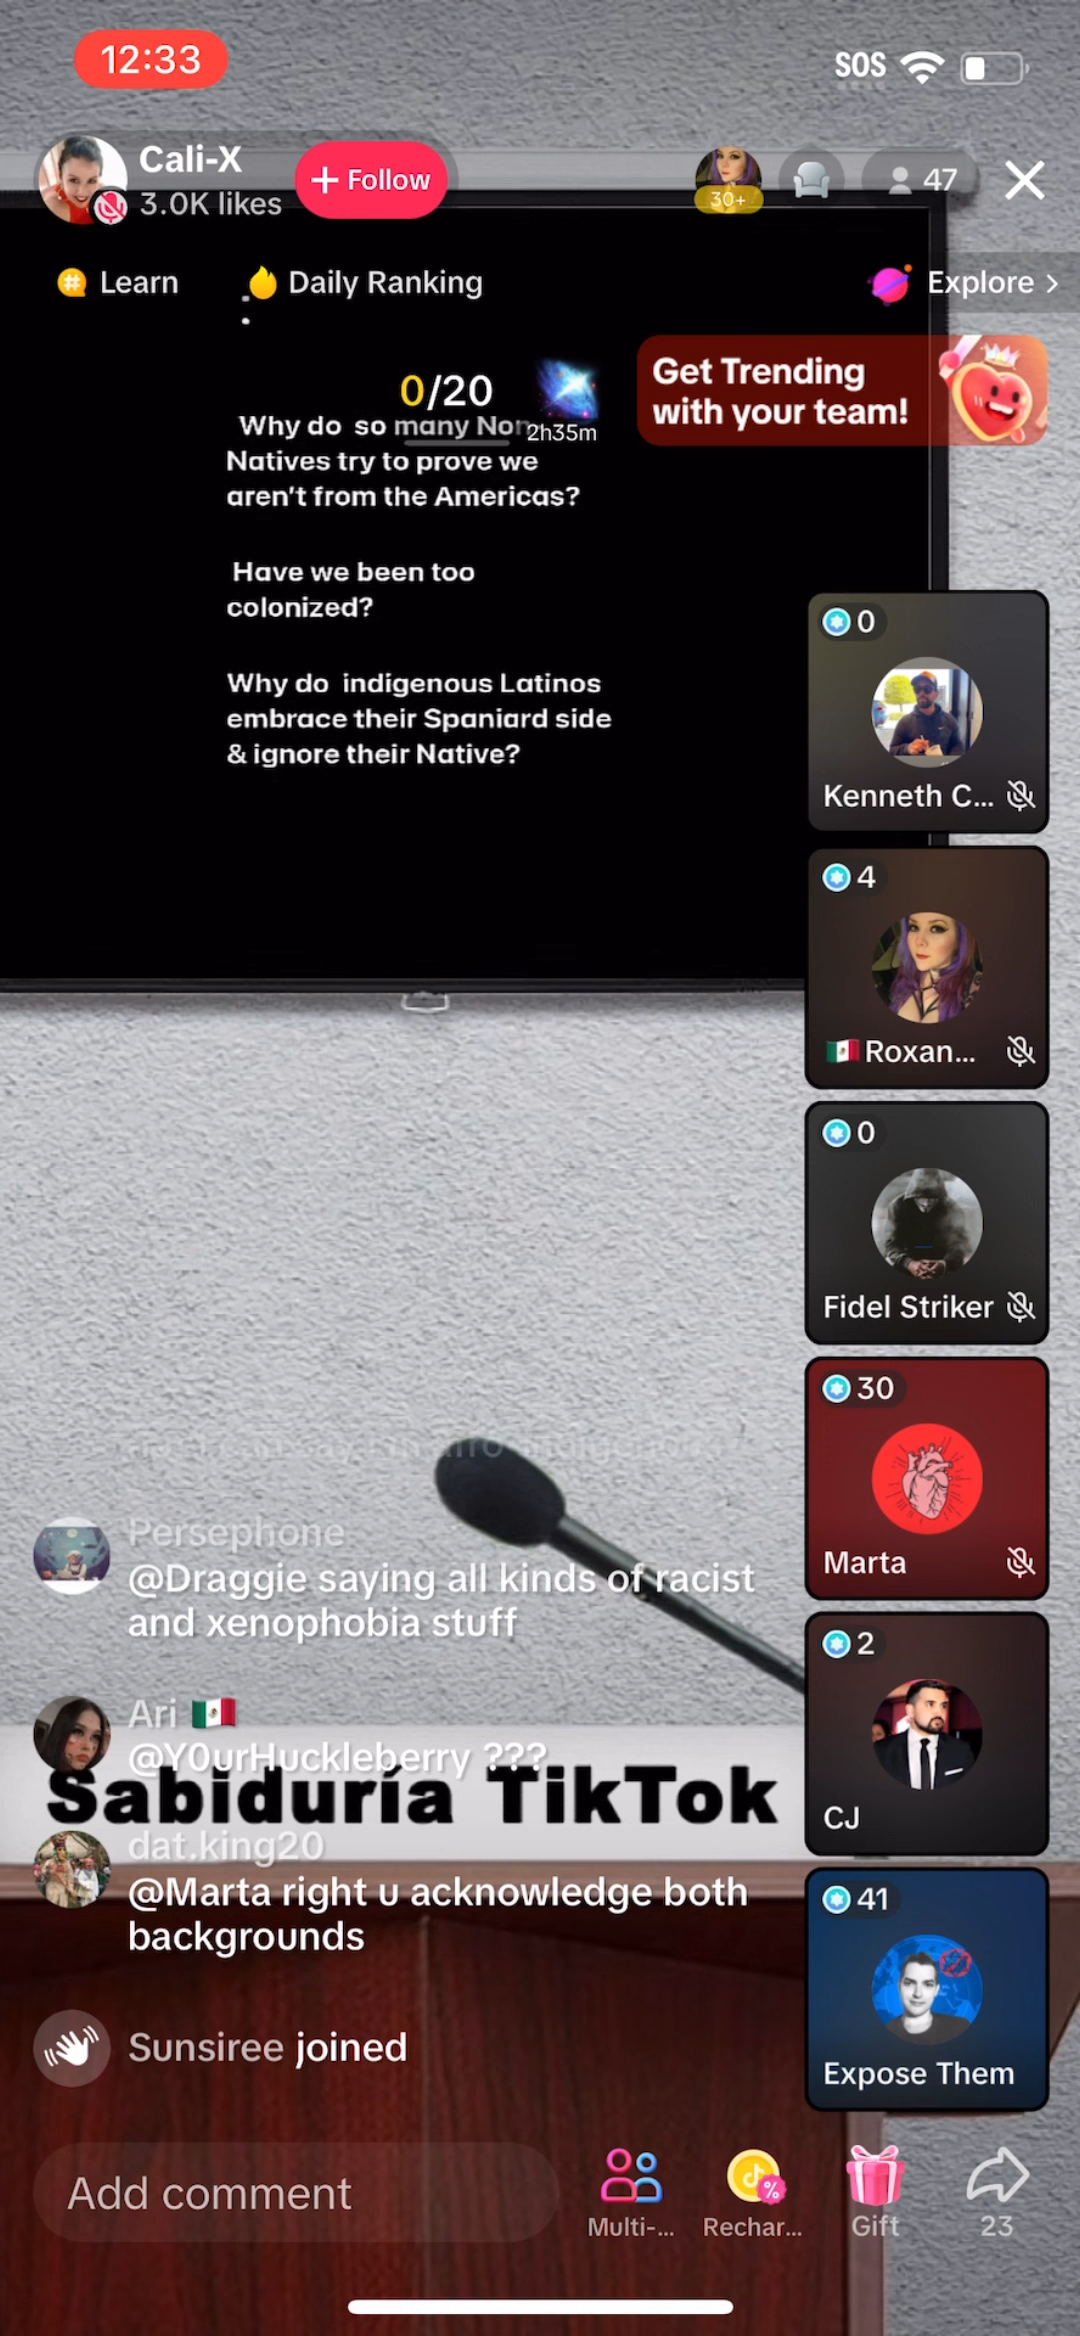 12:33
SOS
Cali-X
3.0K likes
+ Follow
30+
47
Learn
Daily Ranking
Explore >
Get Trending
with your team!
0/20
2h35m
Why do so many Non
Natives try to prove we
aren't from the Americas?
Have we been too
colonized?
Why do indigenous Latinos
embrace their Spaniard side
& ignore their Native?
0
Kenneth C...
4
🇲🇽 Roxan...
0
Fidel Striker
30
Marta
2
CJ
41
Expose Them
Persephone
@Draggie saying all kinds of racist
and xenophobia stuff
Ari 🇲🇽
@Y0urHuckleberry ???
Sabiduría TikTok
dat.king20
@Marta right u acknowledge both
backgrounds
Sunsiree joined
Add comment
Multi-...
Rechar...
Gift
23